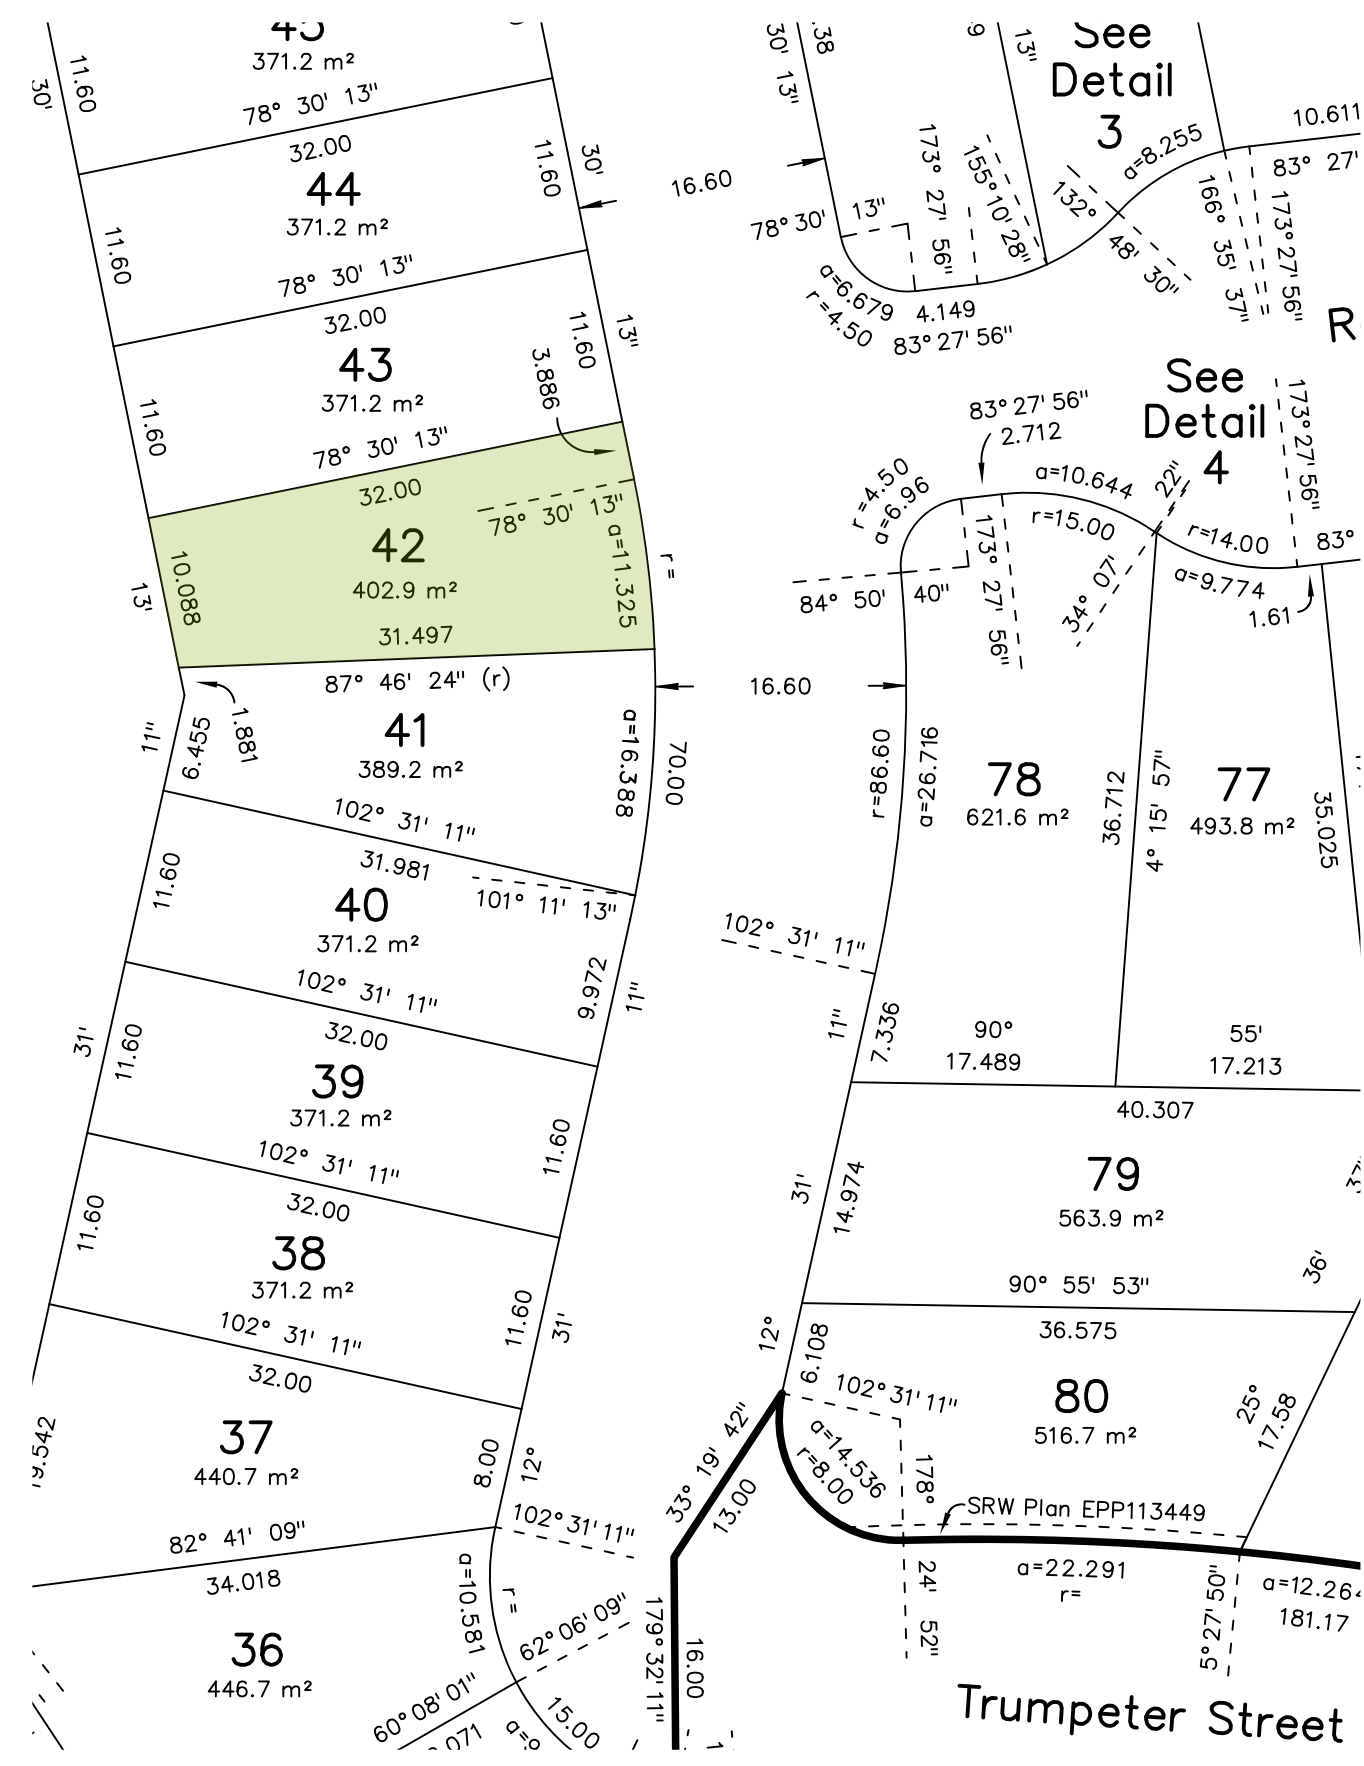 45
371.2 m²
11.60
30'
78° 30' 13"
32.00
44
371.2 m²
11.60
30'
11.60
78° 30' 13"
32.00
43
371.2 m²
11.60
13"
3.886
11.60
78° 30' 13"
32.00
78° 30' 13"
42
402.9 m²
10.088
13'
31.497
a=11.325
r=
87° 46' 24" (r)
1.881
6.455
11"
41
389.2 m²
a=16.388
70.00
102° 31' 11"
31.981
101° 11' 13"
40
371.2 m²
11.60
9.972
11"
102° 31' 11"
32.00
31'
11.60
39
371.2 m²
11.60
102° 31' 11"
32.00
11.60
38
371.2 m²
11.60
31'
102° 31' 11"
32.00
37
440.7 m²
19.542
8.00
12°
82° 41' 09"
34.018
102° 31' 11"
36
446.7 m²
a=10.581
r=
62° 06' 09"
60° 08' 01"
15.00
30' 13"
.38
13"
See
Detail
3
16.60
78° 30' 13"
173° 27' 56"
155° 10' 28"
132° 48' 30"
a=8.255
10.611
83° 27'
166° 35' 37"
173° 27' 56"
a=6.679
r=4.50
4.149
83° 27' 56"
R
See
Detail
4
83° 27' 56"
2.712
r=4.50
a=6.96
a=10.644
r=15.00
22"
34° 07'
173° 27' 56"
r=14.00
a=9.774
83°
1.61
84° 50' 40"
173° 27' 56"
16.60
r=86.60
a=26.716
78
621.6 m²
36.712
4° 15' 57"
77
493.8 m²
35.025
102° 31' 11"
11"
7.336
90°
17.489
55'
17.213
40.307
79
563.9 m²
31'
14.974
37"
36'
90° 55' 53"
36.575
12°
6.108
102° 31' 11"
80
516.7 m²
25°
17.58
a=14.536
r=8.00
178° 24' 52"
SRW Plan EPP113449
33° 19' 42"
13.00
a=22.291
r=
a=12.264
181.17
5° 27' 50"
179° 32' 11"
16.00
Trumpeter Street